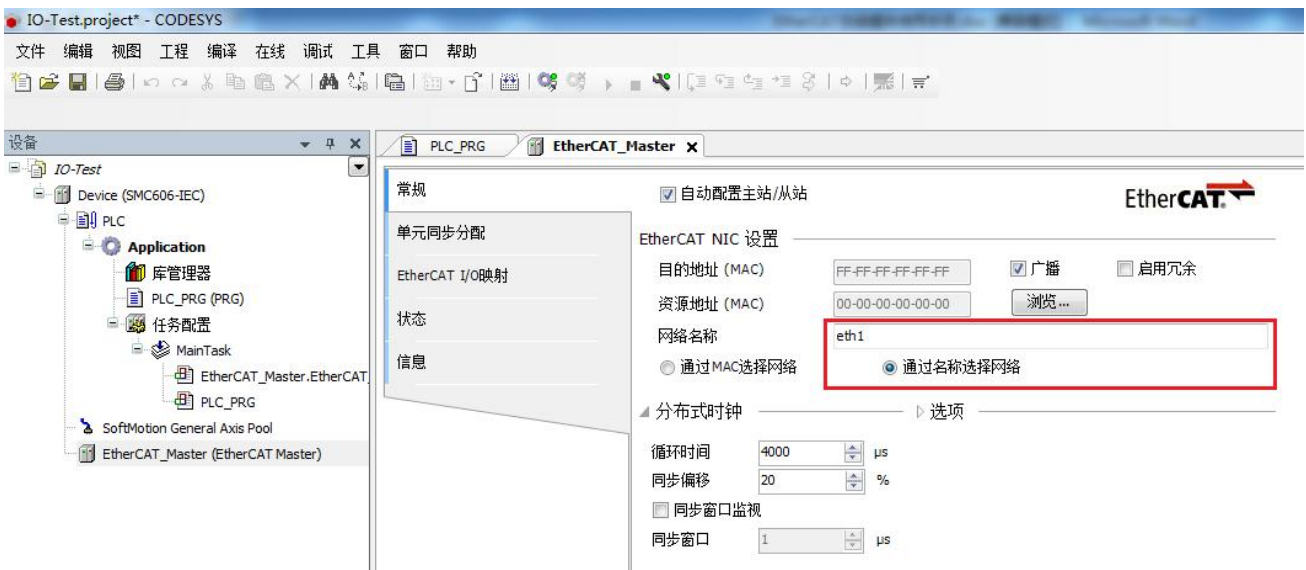 IO-Test.project* - CODESYS
文件 编辑 视图 工程 编译 在线 调试 工具 窗口 帮助
设备
PLC_PRG EtherCAT_Master
IO-Test
Device (SMC606-IEC)
PLC
Application
库管理器
PLC_PRG (PRG)
任务配置
MainTask
EtherCAT_Master.EtherCAT
PLC_PRG
SoftMotion General Axis Pool
EtherCAT_Master (EtherCAT Master)
常规
单元同步分配
EtherCAT I/O映射
状态
信息
自动配置主站/从站
EtherCAT.
EtherCAT NIC 设置
目的地址 (MAC) FF-FF-FF-FF-FF-FF 广播 启用冗余
资源地址 (MAC) 00-00-00-00-00-00 浏览...
网络名称 eth1
通过MAC选择网络 通过名称选择网络
分布式时钟 选项
循环时间 4000 µs
同步偏移 20 %
同步窗口监视
同步窗口 1 µs